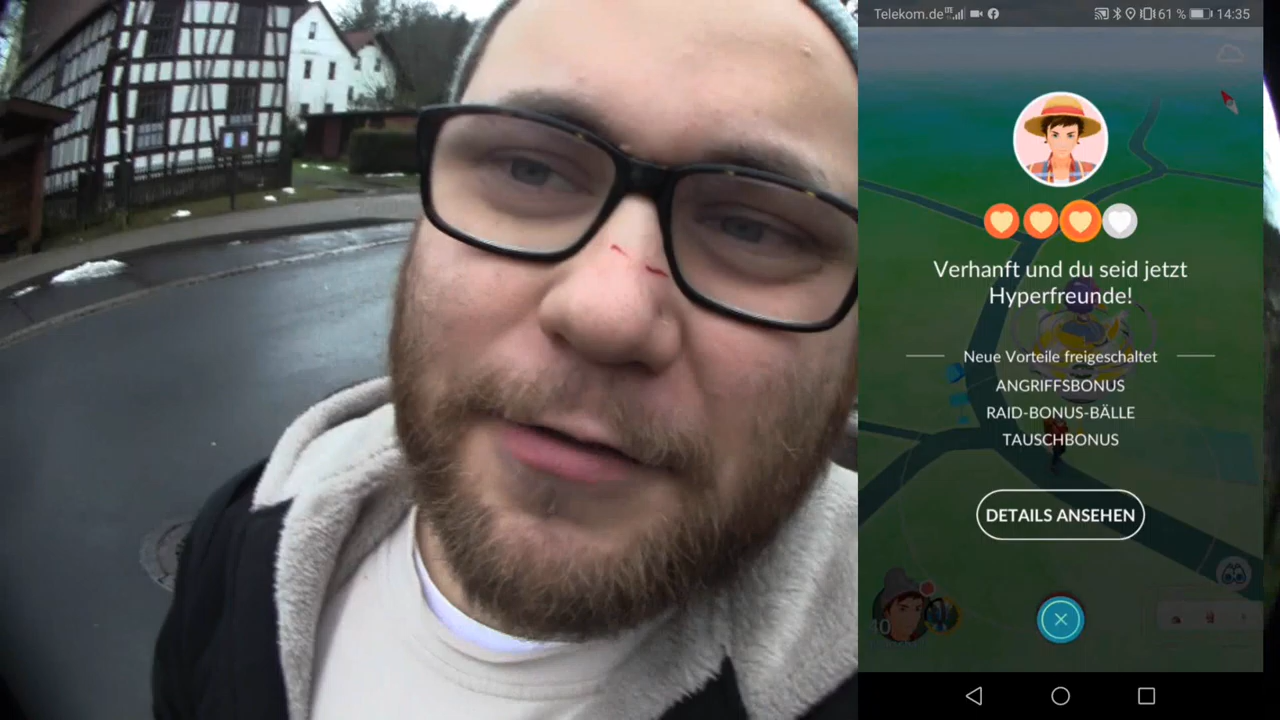 Telekom.de 61 % 14:35
Verhanft und du seid jetzt
Hyperfreunde!
Neue Vorteile freigeschaltet
ANGRIFFSBONUS
RAID-BONUS-BÄLLE
TAUSCHBONUS
DETAILS ANSEHEN